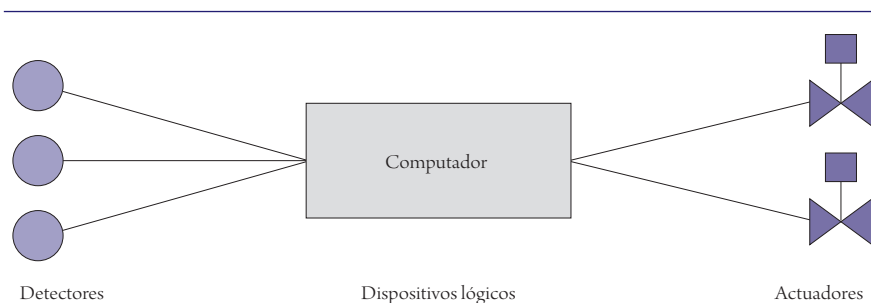 Computador
Detectores
Dispositivos lógicos
Actuadores